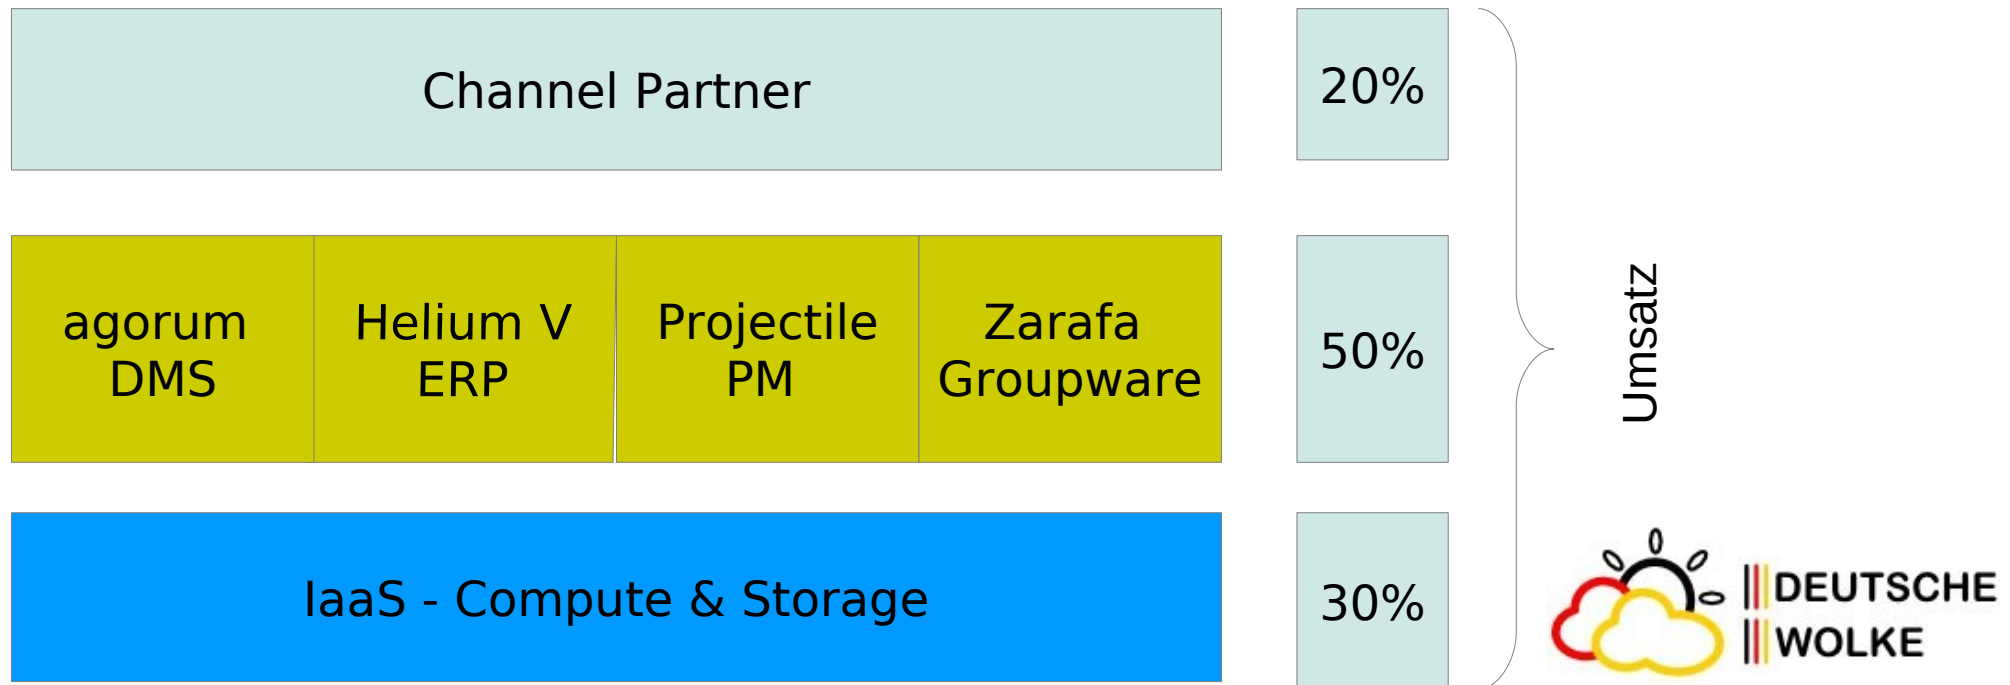 Channel Partner
20%
agorum
DMS
Helium V
ERP
Projectile
PM
Zarafa
Groupware
50%
Umsatz
IaaS - Compute & Storage
30%
DEUTSCHE
WOLKE